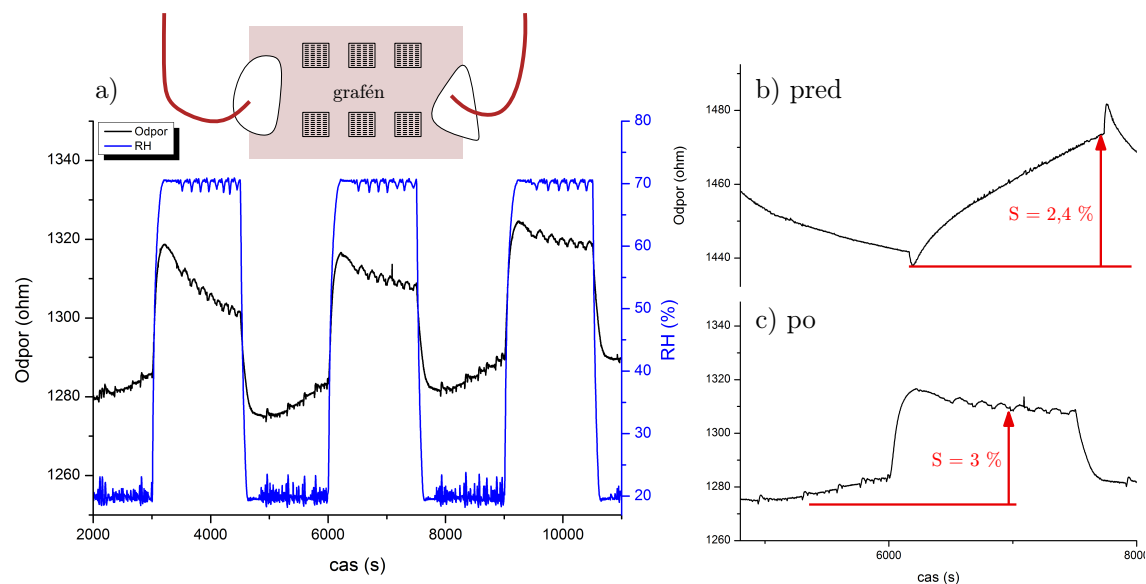 a)
grafén
Odpor
RH
Odpor (ohm)
1340
1320
1300
1280
1260
80
70
60
50
40
30
20
RH (%)
2000
4000
6000
8000
10000
cas (s)
b) pred
Odpor (ohm)
1480
1460
1440
S = 2,4 %
c) po
1340
1320
1300
1280
1260
S = 3 %
6000
8000
cas (s)